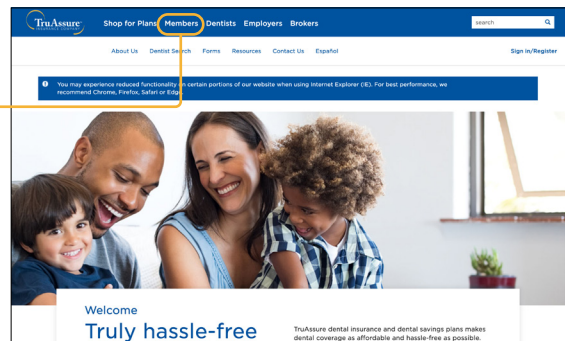 TruAssure
INSURANCE COMPANY
Shop for Plans Members Dentists Employers Brokers
search
About Us Dentist Search Forms Resources Contact Us Español
Sign in/Register
You may experience reduced functionality on certain portions of our website when using Internet Explorer (IE). For best performance, we
recommend Chrome, Firefox, Safari or Edge.
Welcome
Truly hassle-free
TruAssure dental insurance and dental savings plans makes
dental coverage as affordable and hassle-free as possible.